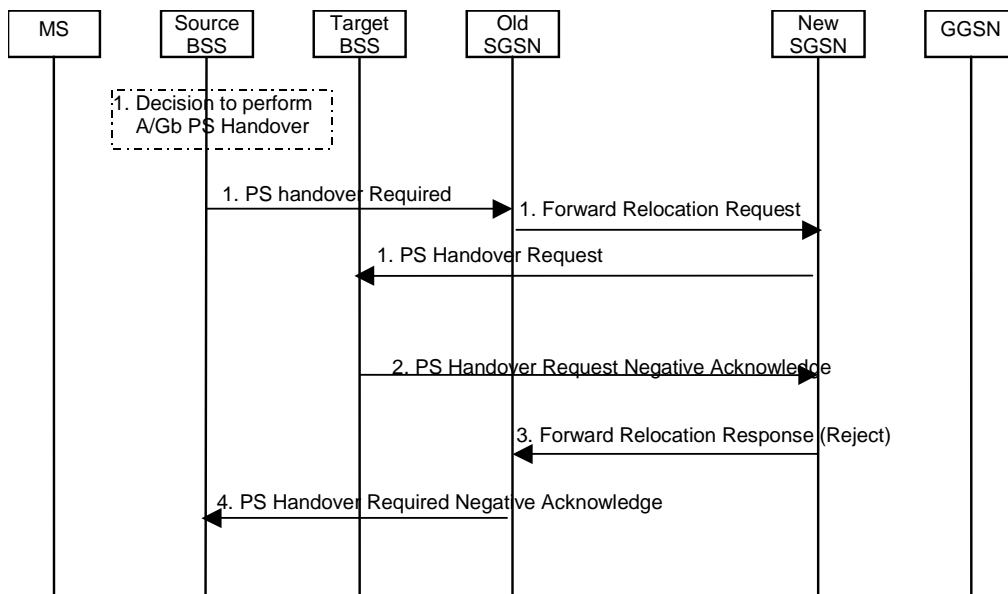 MS
Source
BSS
Target
BSS
Old
SGSN
New
SGSN
GGSN
1. Decision to perform
A/Gb PS Handover
1. PS handover Required
1. Forward Relocation Request
1. PS Handover Request
2. PS Handover Request Negative Acknowledge
3. Forward Relocation Response (Reject)
4. PS Handover Required Negative Acknowledge